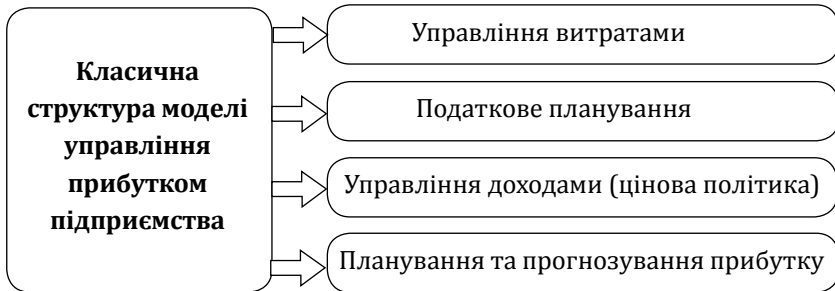 Класична
структура моделі
управління
прибутком
підприємства
Управління витратами
Податкове планування
Управління доходами (цінова політика)
Планування та прогнозування прибутку